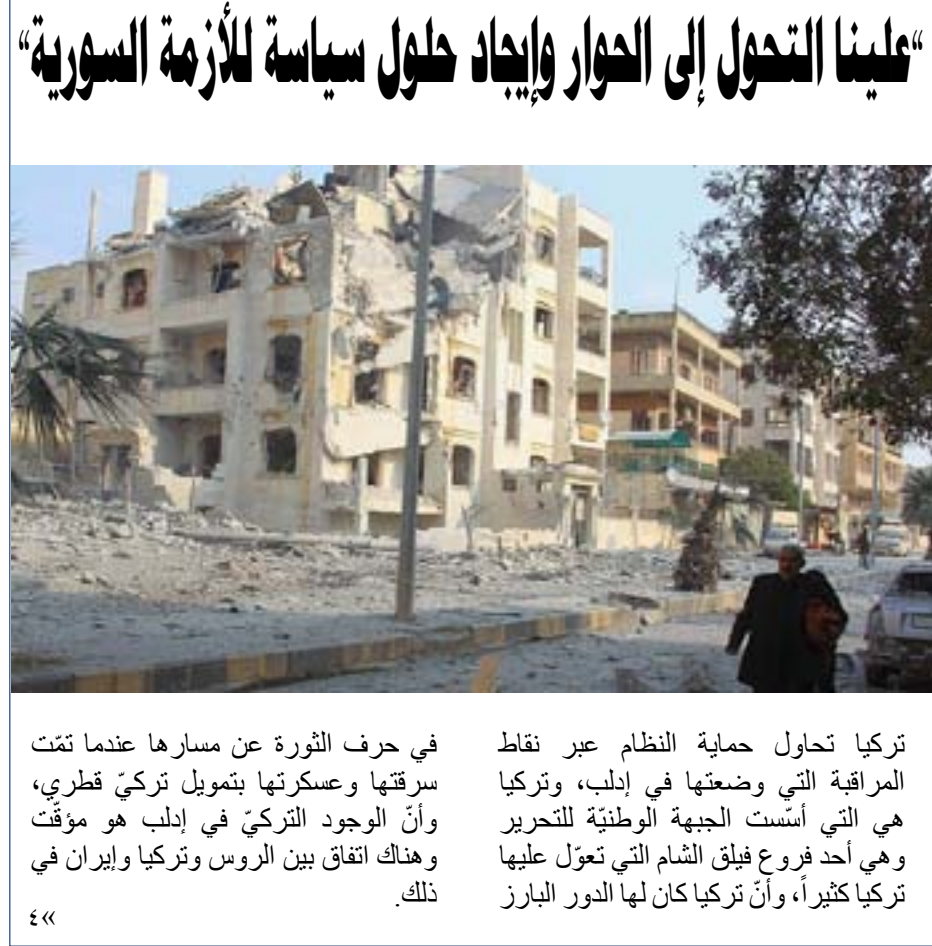 “علينا التحول إلى الحوار وإيجاد حلول سياسة للأزمة السورية“
تركيا تحاول حماية النظام عبر نقاط
المراقبة التي وضعتها في إدلب، وتركيا
هي التي أسّست الجبهة الوطنيّة للتحرير
وهي أحد فروع فيلق الشام التي تعوّل عليها
تركيا كثيراً، وأنّ تركيا كان لها الدور البارز
في حرف الثورة عن مسارها عندما تمّت
سرقتها وعسكرتها بتمويل تركيّ قطري،
وأنّ الوجود التركيّ في إدلب هو مؤقّت
وهناك اتفاق بين الروس وتركيا وإيران في
ذلك.
»٤